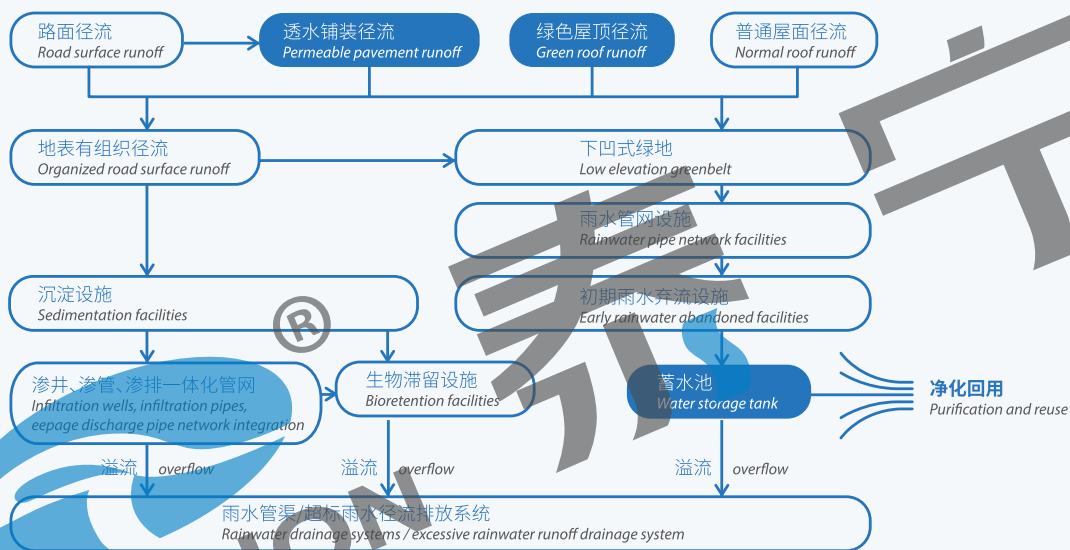 路面径流
Road surface runoff
透水铺装径流
Permeable pavement runoff
绿色屋顶径流
Green roof runoff
普通屋面径流
Normal roof runoff
地表有组织径流
Organized road surface runoff
下凹式绿地
Low elevation greenbelt
雨水管网设施
Rainwater pipe network facilities
沉淀设施
Sedimentation facilities
初期雨水弃流设施
Early rainwater abandoned facilities
®
渗井、渗管、渗排一体化管网
Infiltration wells, infiltration pipes,
eepage discharge pipe network integration
生物滞留设施
Bioretention facilities
蓄水池
Water storage tank
净化回用
Purification and reuse
溢流 overflow
溢流 overflow
溢流 overflow
雨水管渠/超标雨水径流排放系统
Rainwater drainage systems / excessive rainwater runoff drainage system